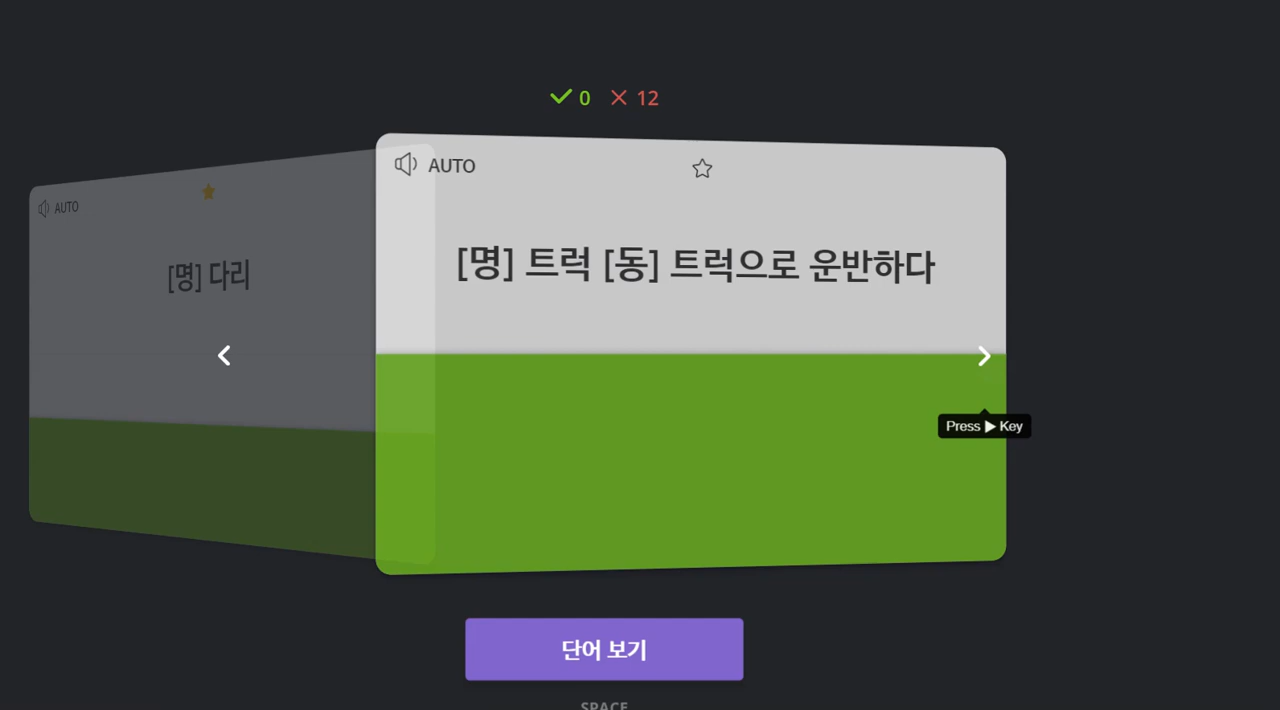 0 12
AUTO
[명] 다리
AUTO
[명] 트럭 [동] 트럭으로 운반하다
Press ▶ Key
단어 보기
SPACE